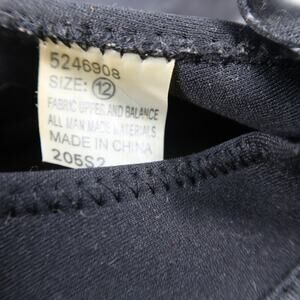 5246908
SIZE: 12
FABRIC UPPER AND BALANCE
ALL MAN MADE MATERIALS
MADE IN CHINA
205S2